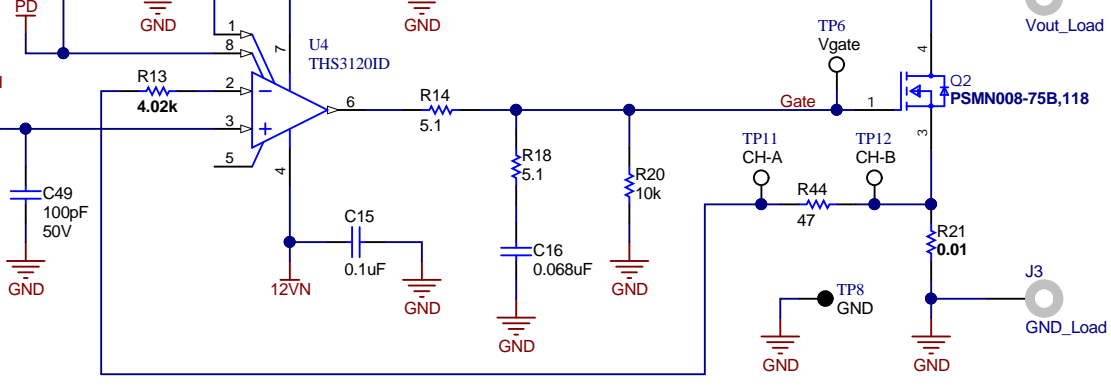 PD
GND
GND
Vout_Load
1
8
7
U4
THS3120ID
TP6
Vgate
4
R13
4.02k
2
6
R14
5.1
Gate
1
Q2
PSMN008-75B,118
3
5
4
3
TP11
CH-A
TP12
CH-B
R18
5.1
R20
10k
R44
47
C49
100pF
50V
C15
0.1uF
C16
0.068uF
R21
0.01
GND
12VN
GND
GND
GND
TP8
GND
J3
GND_Load
GND
GND